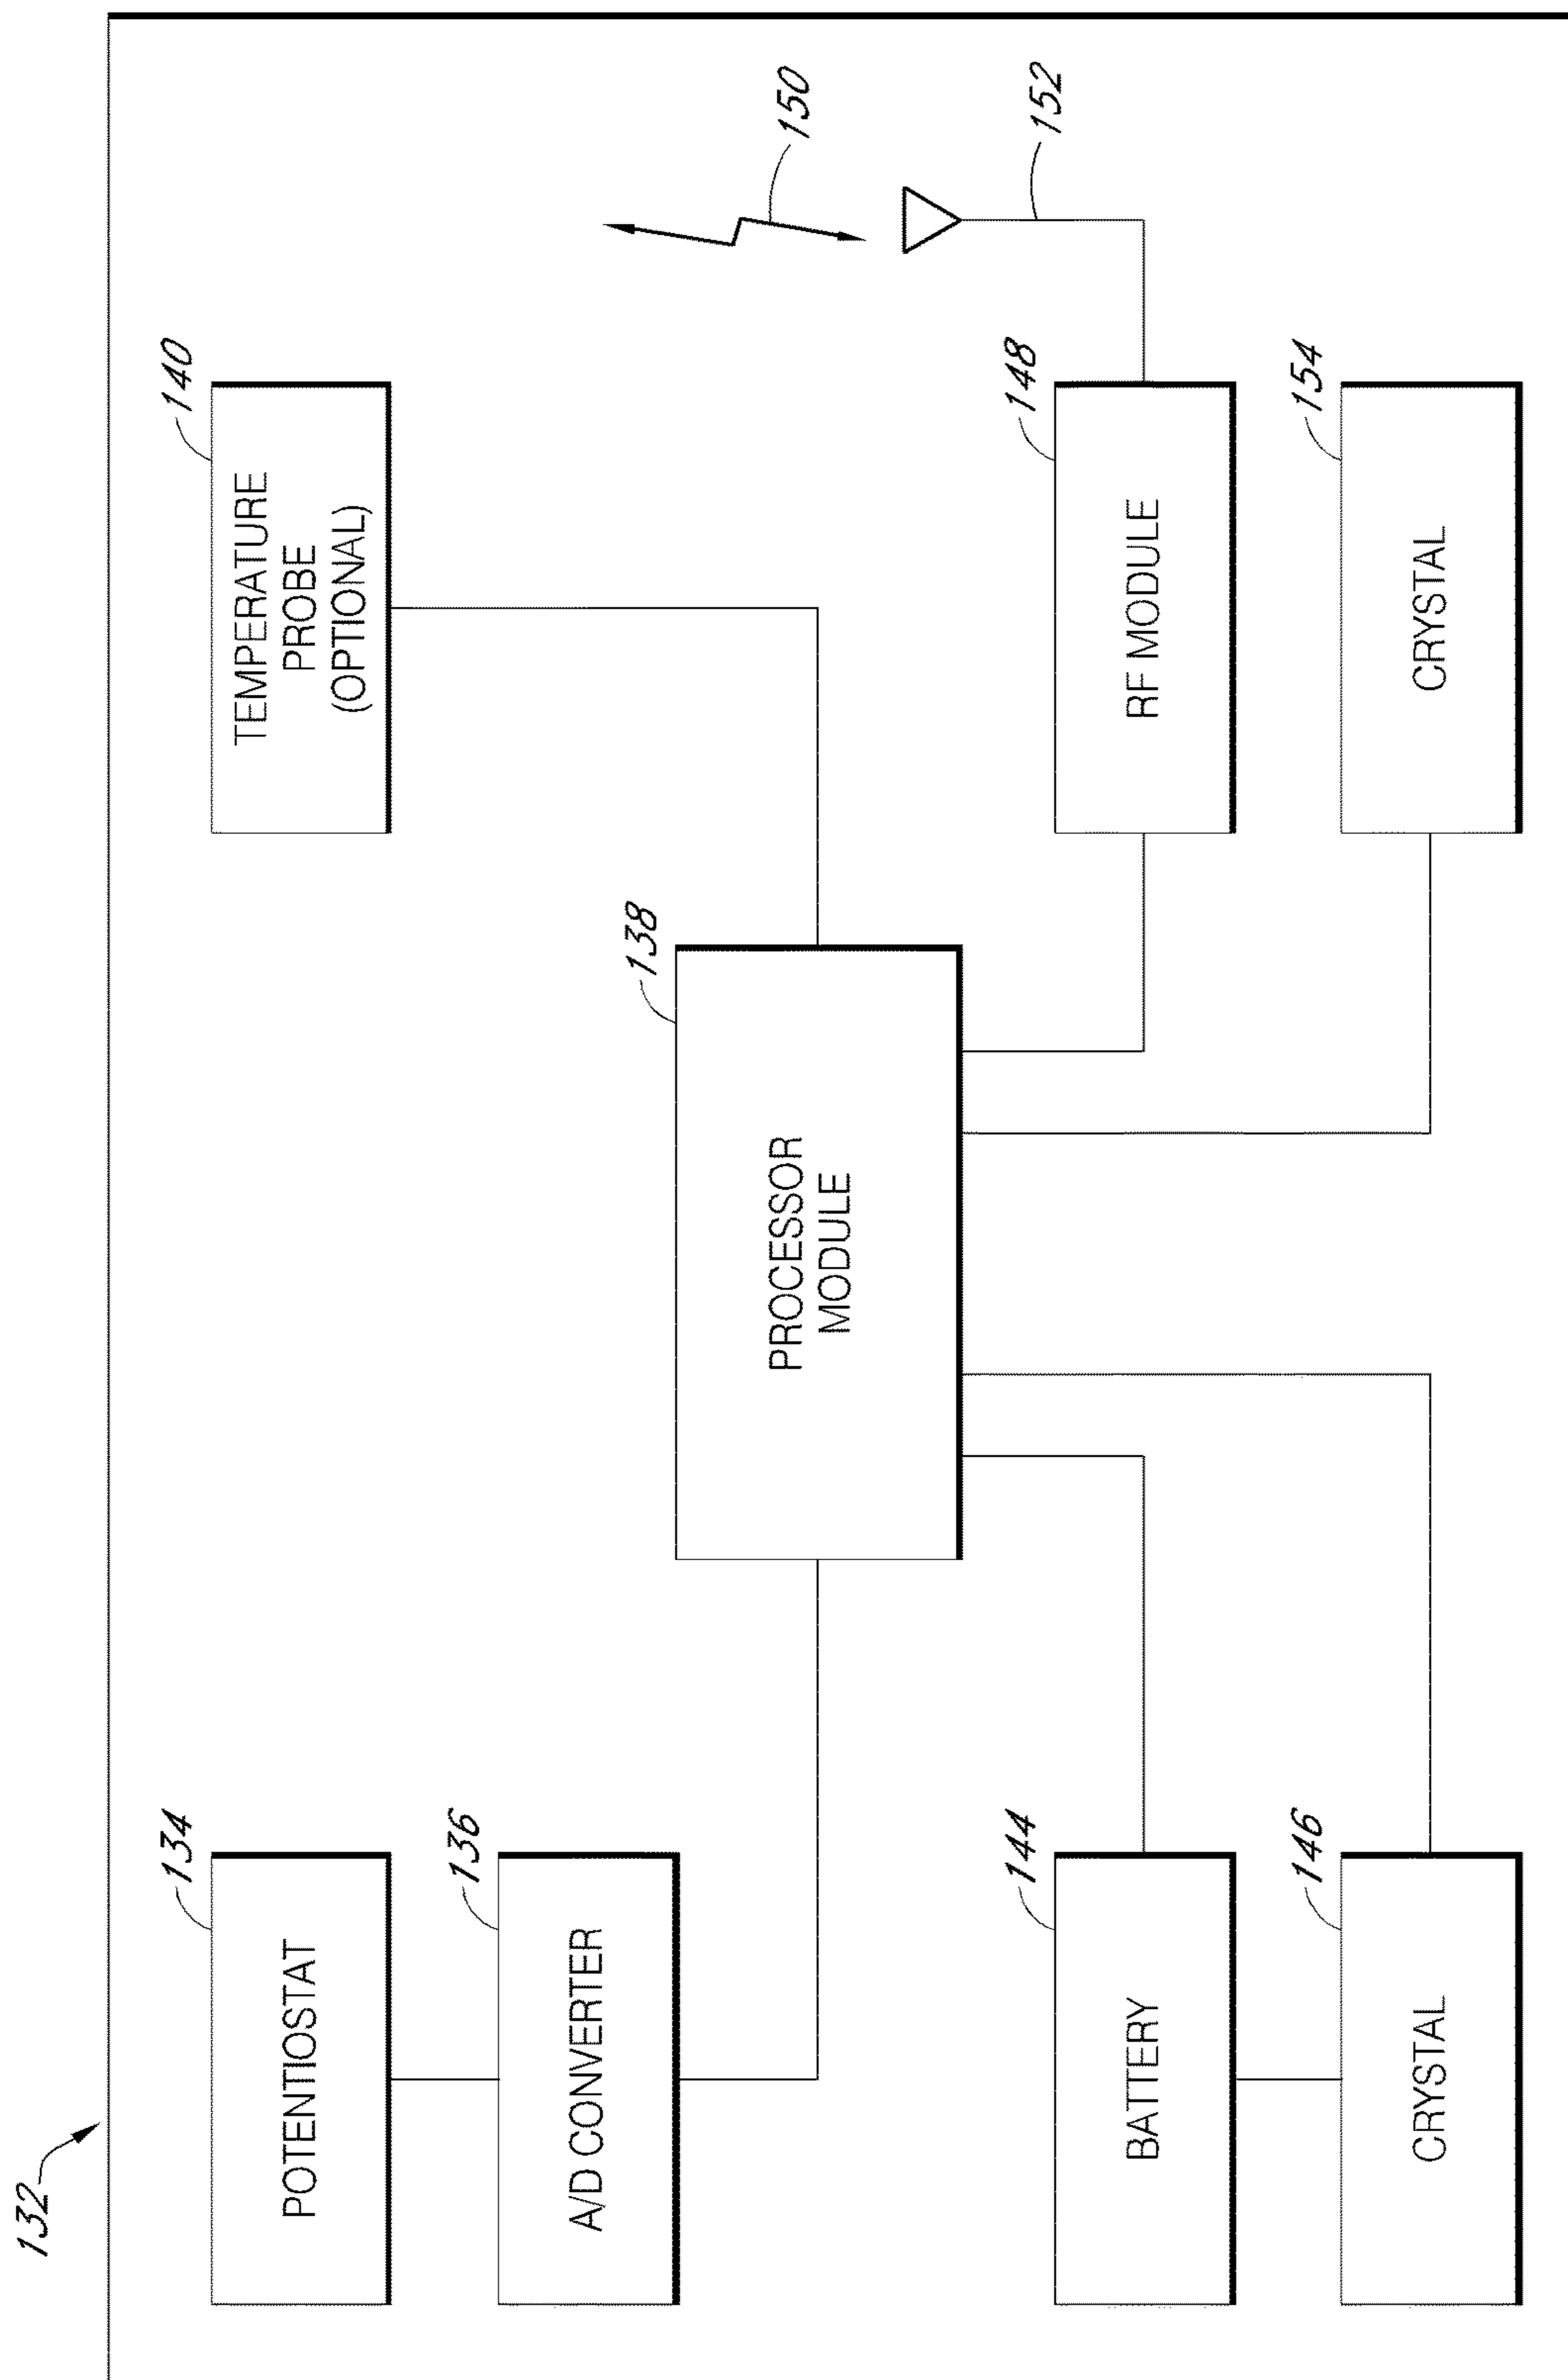 132
134
POTENTIOSTAT
136
A/D CONVERTER
140
TEMPERATURE
PROBE
(OPTIONAL)
138
PROCESSOR
MODULE
150
152
144
BATTERY
146
CRYSTAL
148
RF MODULE
154
CRYSTAL